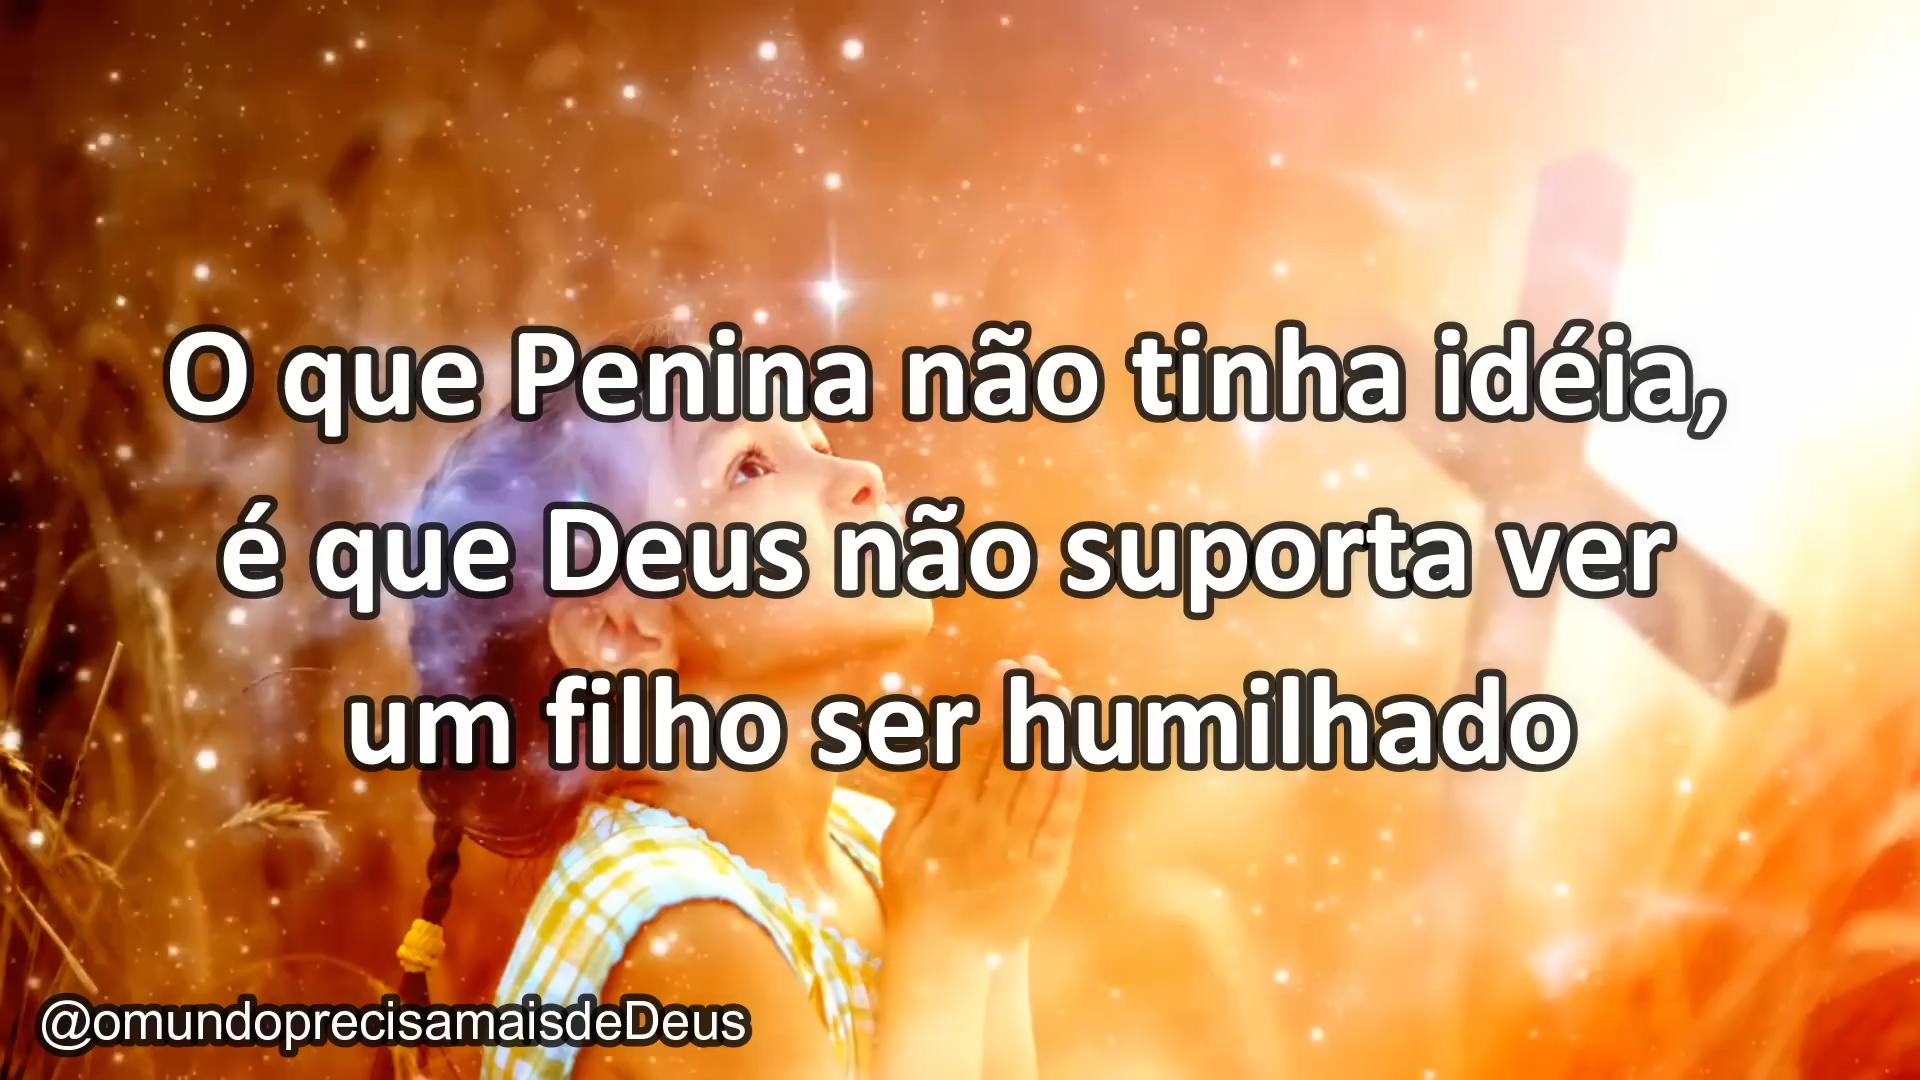 O que Penina não tinha idéia,
é que Deus não suporta ver
um filho ser humilhado
@omundoprecisamaisdeDeus